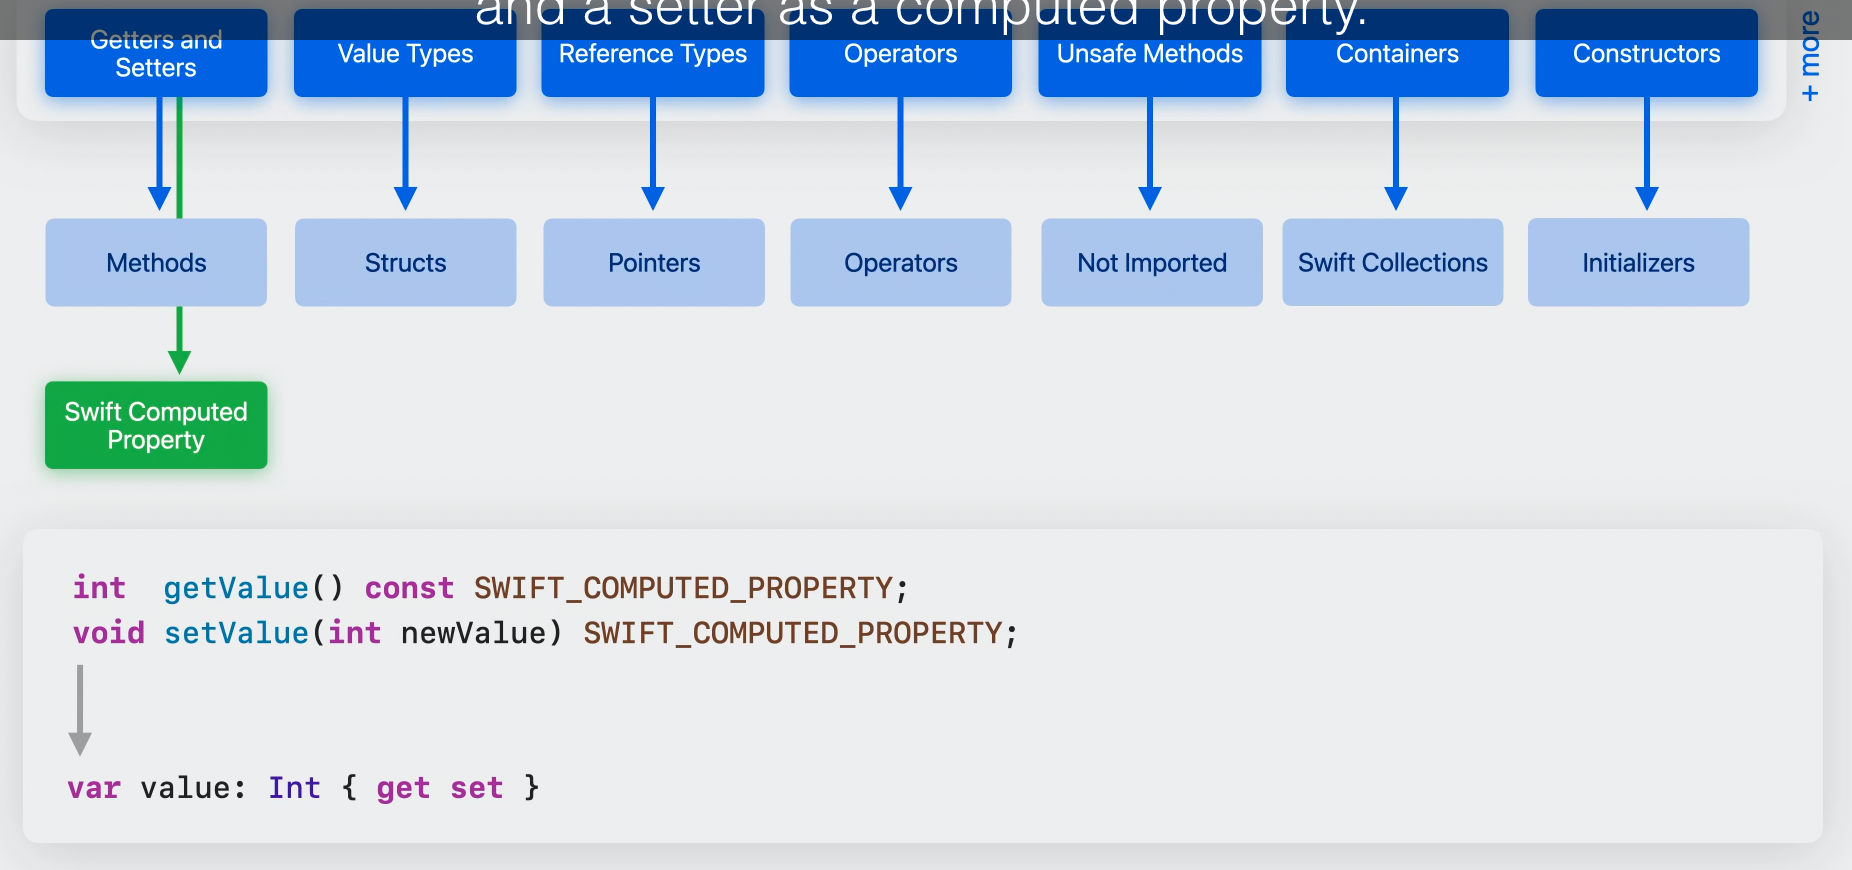 and a setter as a computed property.
Getters and
Setters
Value Types
Reference Types
Operators
Unsafe Methods
Containers
Constructors
+ more
Methods
Structs
Pointers
Operators
Not Imported
Swift Collections
Initializers
Swift Computed
Property
int  getValue() const SWIFT_COMPUTED_PROPERTY;
void setValue(int newValue) SWIFT_COMPUTED_PROPERTY;
var value: Int { get set }